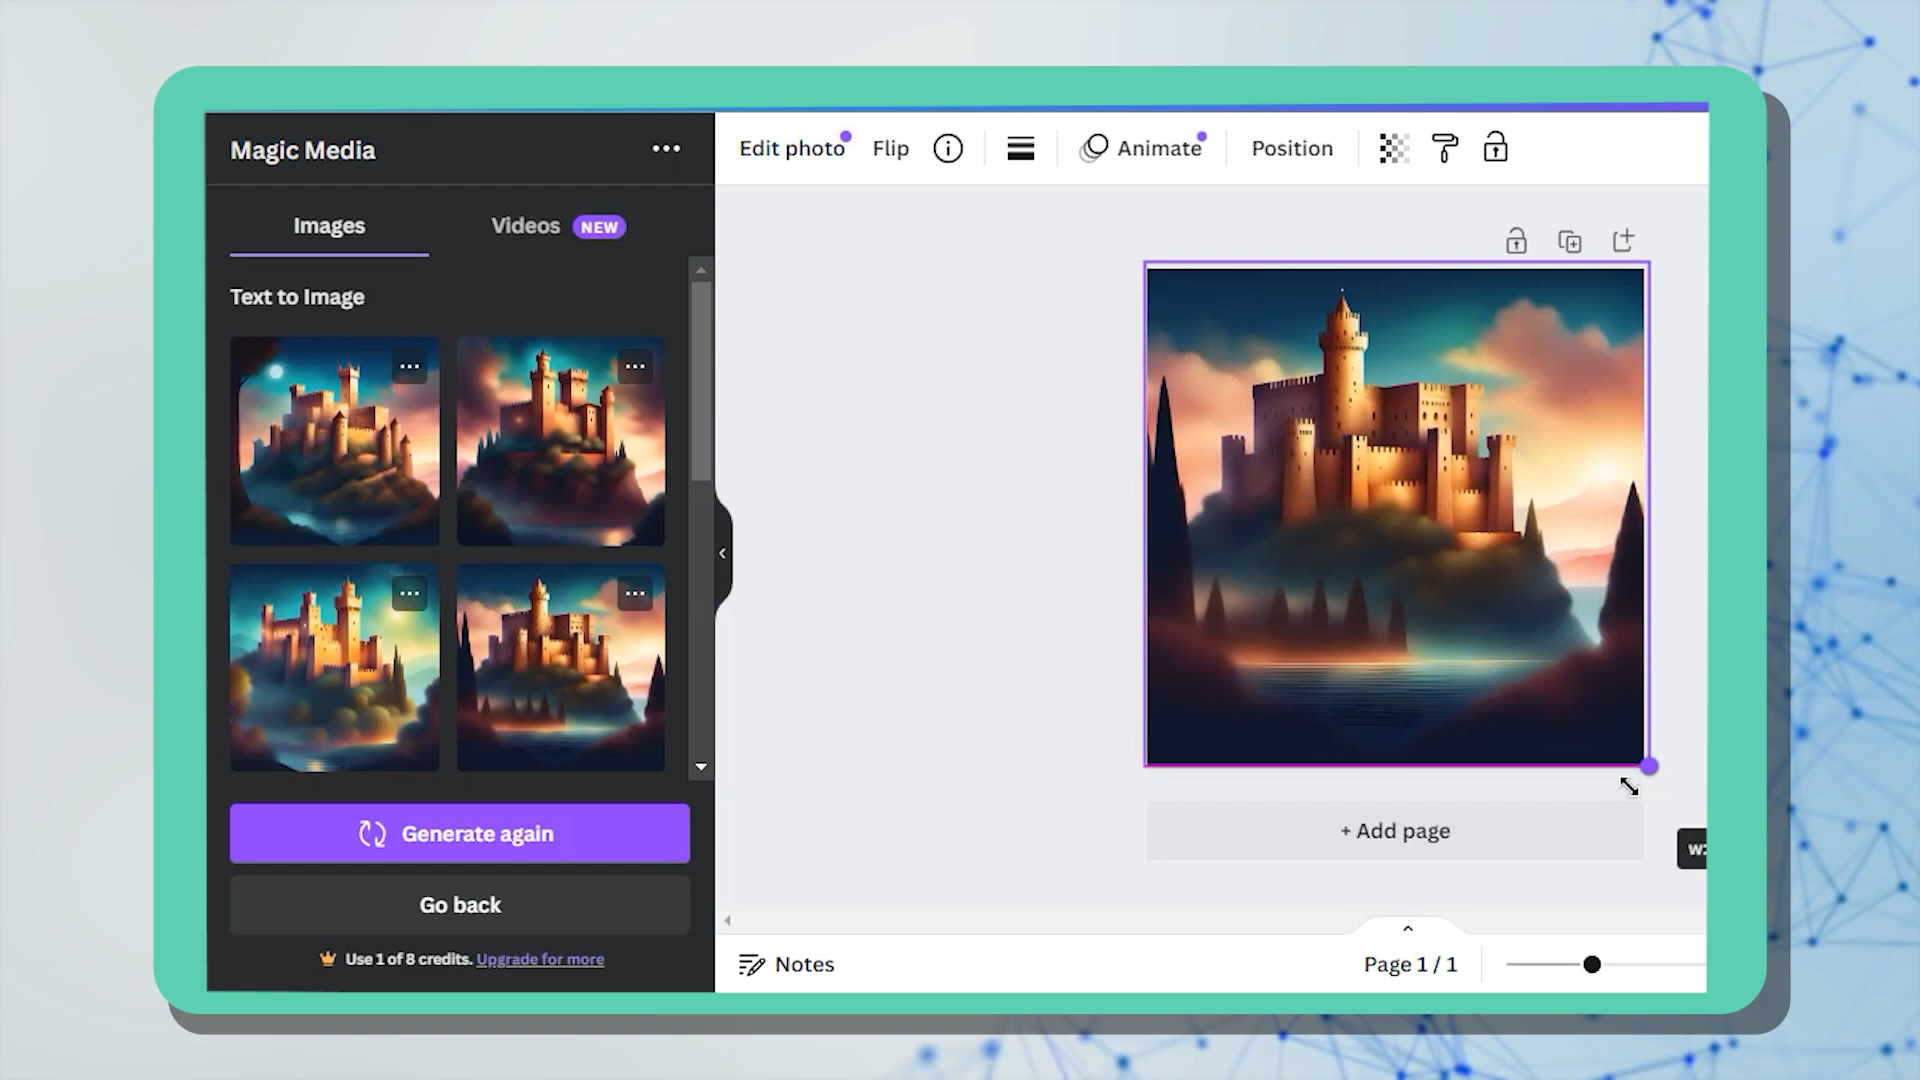 Magic Media
Edit photo Flip Animate Position
Images Videos NEW
Text to Image
Generate again
+ Add page
W:
Go back
Use 1 of 8 credits. Upgrade for more
Notes Page 1 / 1